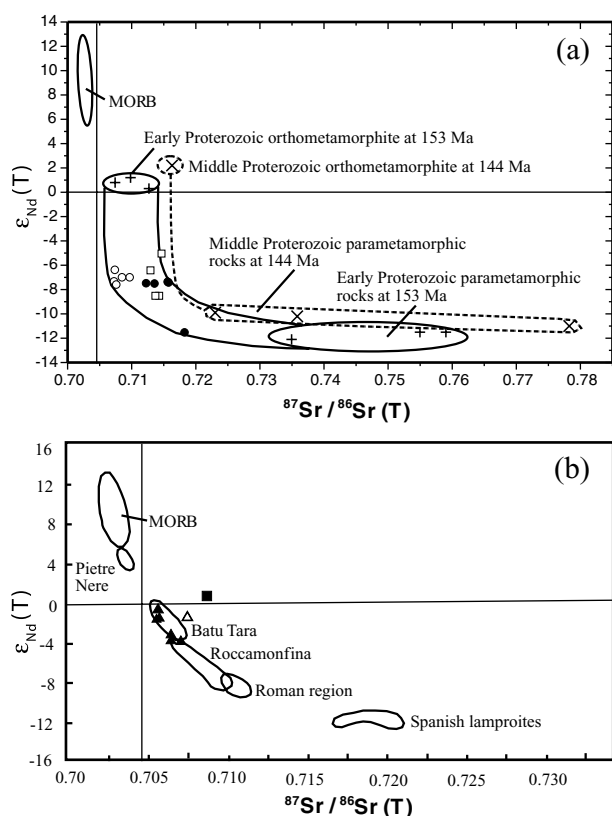 (a)
16
14
12
8
4
0
-2
-4
-6
-8
-10
-12
-14
εNd(T)
MORB
Early Proterozoic orthometamorphite at 153 Ma
Middle Proterozoic orthometamorphite at 144 Ma
Middle Proterozoic parametamorphic
rocks at 144 Ma
Early Proterozoic parametamorphic
rocks at 153 Ma
0.70 0.71 0.72 0.73 0.74 0.75 0.76 0.77 0.78
87Sr/86Sr (T)
(b)
16
12
8
4
0
-4
-8
-12
-16
εNd(T)
MORB
Pietre
Nere
Batu Tara
Roccamonfina
Roman region
Spanish lamproites
0.70 0.705 0.710 0.715 0.720 0.725 0.730
87Sr/86Sr (T)